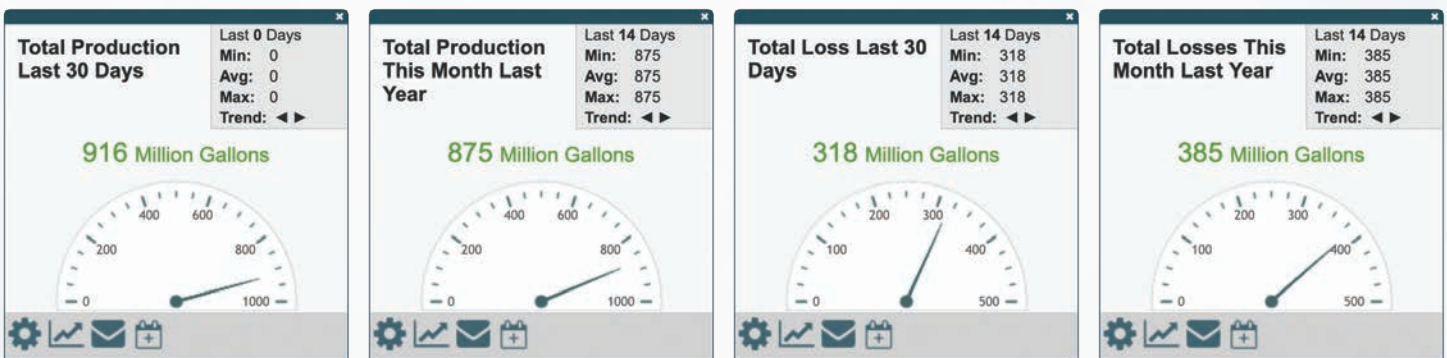 Total Production
Last 30 Days
Last 0 Days
Min: 0
Avg: 0
Max: 0
Trend: ◄ ►
916 Million Gallons
0
200
400
600
800
1000
Total Production
This Month Last
Year
Last 14 Days
Min: 875
Avg: 875
Max: 875
Trend: ◄ ►
875 Million Gallons
0
200
400
600
800
1000
Total Loss Last 30
Days
Last 14 Days
Min: 318
Avg: 318
Max: 318
Trend: ◄ ►
318 Million Gallons
0
100
200
300
400
500
Total Losses This
Month Last Year
Last 14 Days
Min: 385
Avg: 385
Max: 385
Trend: ◄ ►
385 Million Gallons
0
100
200
300
400
500